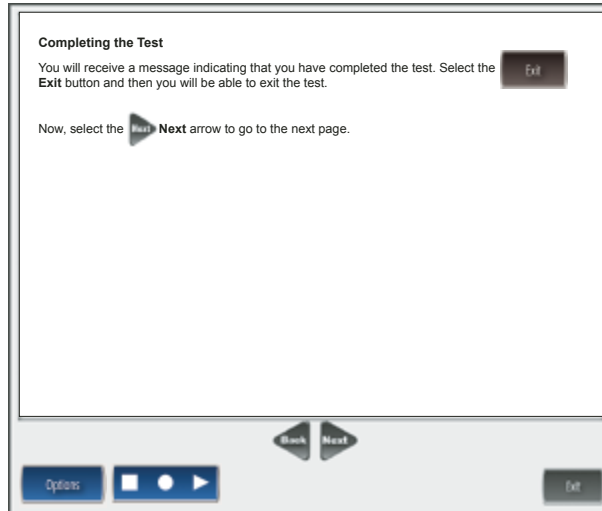 Completing the Test
You will receive a message indicating that you have completed the test. Select the Exit
Exit button and then you will be able to exit the test.
Now, select the Next Next arrow to go to the next page.
Back Next
Options
Exit